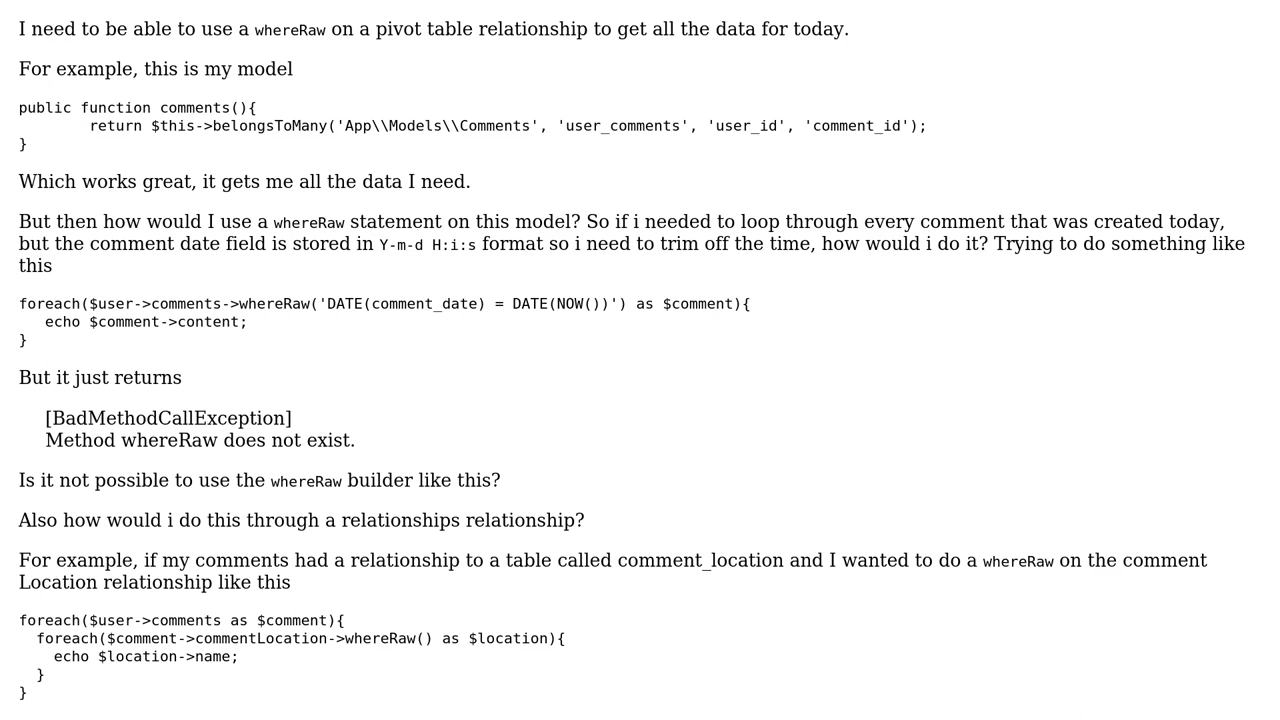 I need to be able to use a whereRaw on a pivot table relationship to get all the data for today.
For example, this is my model
public function comments(){
        return $this->belongsToMany('App\\Models\\Comments', 'user_comments', 'user_id', 'comment_id');
}
Which works great, it gets me all the data I need.
But then how would I use a whereRaw statement on this model? So if i needed to loop through every comment that was created today,
but the comment date field is stored in Y-m-d H:i:s format so i need to trim off the time, how would i do it? Trying to do something like
this
foreach($user->comments->whereRaw('DATE(comment_date) = DATE(NOW())') as $comment){
   echo $comment->content;
}
But it just returns
[BadMethodCallException]
Method whereRaw does not exist.
Is it not possible to use the whereRaw builder like this?
Also how would i do this through a relationships relationship?
For example, if my comments had a relationship to a table called comment_location and I wanted to do a whereRaw on the comment
Location relationship like this
foreach($user->comments as $comment){
  foreach($comment->commentLocation->whereRaw() as $location){
    echo $location->name;
  }
}